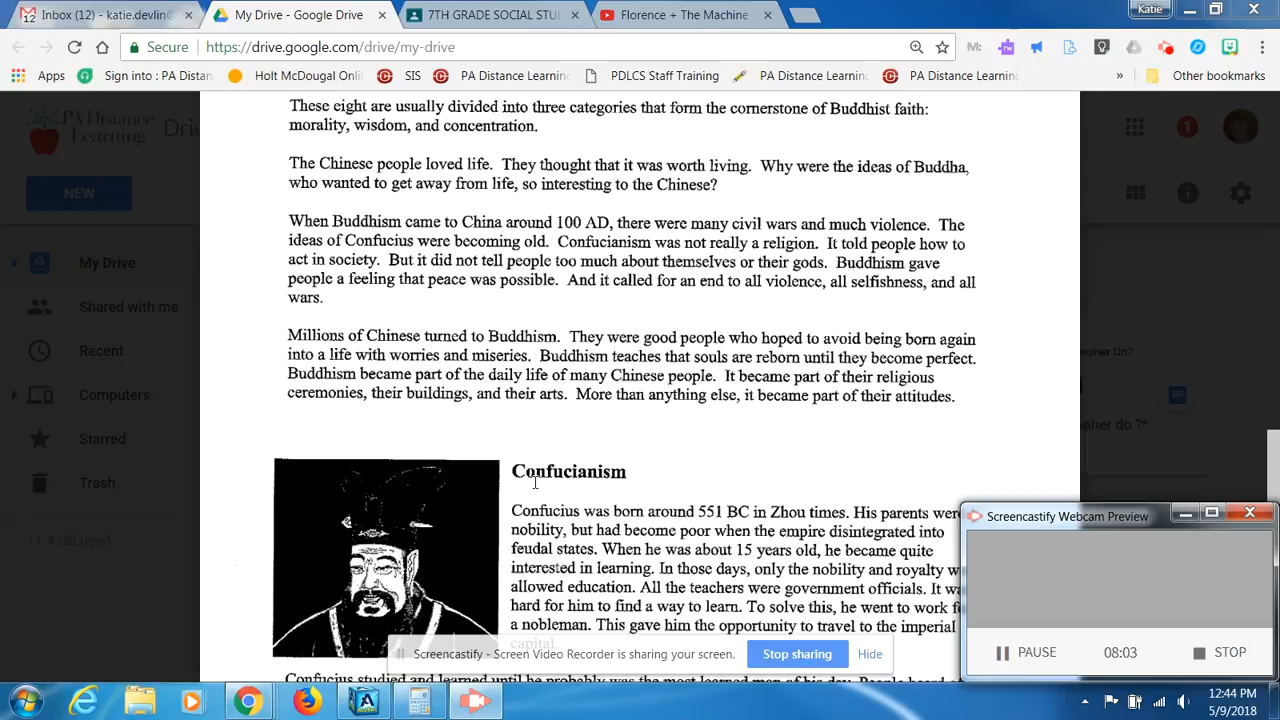 Inbox (12) - katie.devlin@
My Drive - Google Drive
7TH GRADE SOCIAL STU
Florence + The Machine
Katie
Secure
https://drive.google.com/drive/my-drive
Apps
Sign into : PA Distan
Holt McDougal Onli
SIS
PA Distance Learning
PDLCS Staff Training
PA Distance Learning
PA Distance Learning
»
Other bookmarks
PA Distance
Learning
NEW
My Drive
Shared with me
Recent
Computers
Starred
Trash
These eight are usually divided into three categories that form the cornerstone of Buddhist faith:
morality, wisdom, and concentration.
The Chinese people loved life. They thought that it was worth living. Why were the ideas of Buddha,
who wanted to get away from life, so interesting to the Chinese?
When Buddhism came to China around 100 AD, there were many civil wars and much violence. The
ideas of Confucius were becoming old. Confucianism was not really a religion. It told people how to
act in society. But it did not tell people too much about themselves or their gods. Buddhism gave
people a feeling that peace was possible. And it called for an end to all violence, all selfishness, and all
wars.
Millions of Chinese turned to Buddhism. They were good people who hoped to avoid being born again
into a life with worries and miseries. Buddhism teaches that souls are reborn until they become perfect.
Buddhism became part of the daily life of many Chinese people. It became part of their religious
ceremonies, their buildings, and their arts. More than anything else, it became part of their attitudes.
Confucianism
Confucius was born around 551 BC in Zhou times. His parents were
nobility, but had become poor when the empire disintegrated into
feudal states. When he was about 15 years old, he became quite
interested in learning. In those days, only the nobility and royalty w
allowed education. All the teachers were government officials. It wa
hard for him to find a way to learn. To solve this, he went to work f
a nobleman. This gave him the opportunity to travel to the imperial
capital.
Screencastify - Screen Video Recorder is sharing your screen.
Stop sharing
Hide
Screencastify Webcam Preview
PAUSE
08:03
STOP
12:44 PM
5/9/2018